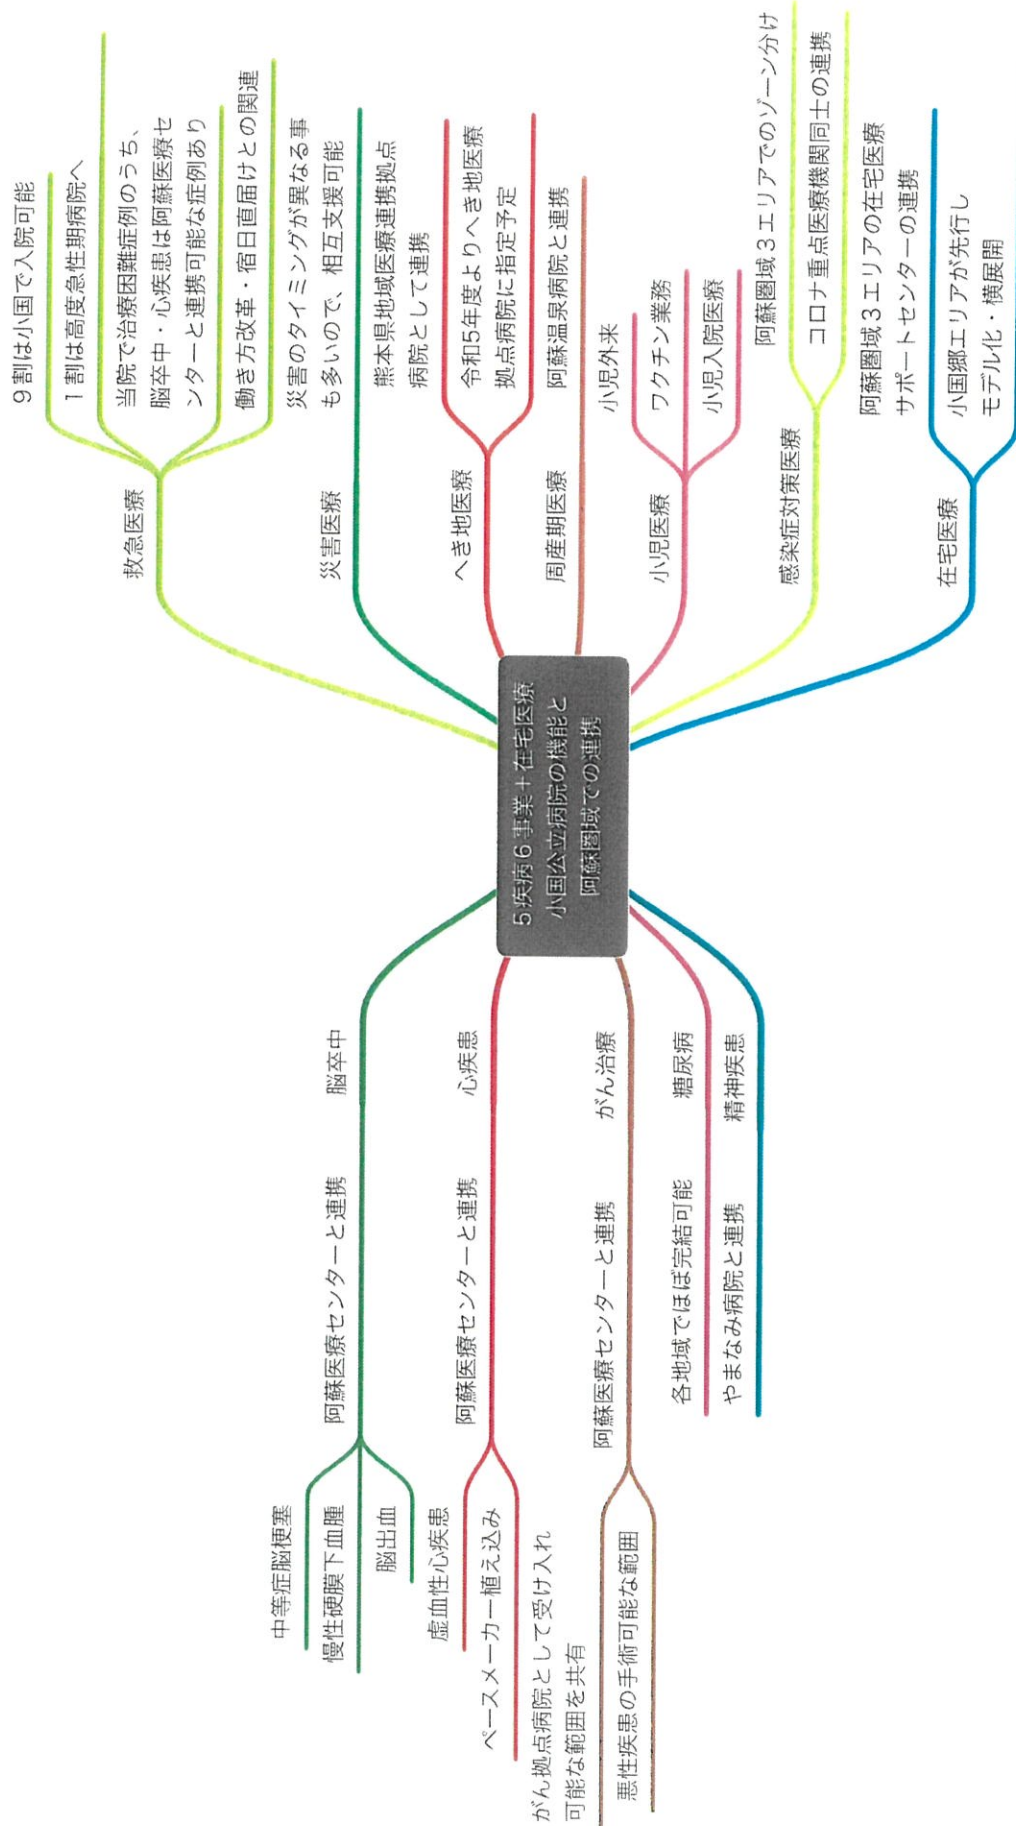 5疾病6事業+在宅医療
小国公立病院の機能と
阿蘇圏域での連携
脳卒中
阿蘇医療センターと連携
中等症脳梗塞
慢性硬膜下血腫
脳出血
心疾患
阿蘇医療センターと連携
虚血性心疾患
ペースメーカー植え込み
がん治療
阿蘇医療センターと連携
がん拠点病院として受け入れ
可能な範囲を共有
悪性疾患の手術可能な範囲
糖尿病
各地域でほぼ完結可能
精神疾患
やまなみ病院と連携
救急医療
9割は小国で入院可能
1割は高度急性期病院へ
当院で治療困難症例のうち、
脳卒中・心疾患は阿蘇医療セ
ンターと連携可能な症例あり
働き方改革・宿日直届けとの関連
災害医療
災害のタイミングが異なる事
も多いので、相互支援可能
へき地医療
熊本県地域医療連携拠点
病院として連携
令和5年度よりへき地医療
拠点病院に指定予定
周産期医療
阿蘇温泉病院と連携
小児医療
小児外来
ワクチン業務
小児入院医療
感染症対策医療
阿蘇圏域3エリアでのゾーン分け
コロナ重点医療機関同士の連携
在宅医療
阿蘇圏域3エリアの在宅医療
サポートセンターの連携
小国郷エリアが先行し
モデル化・横展開